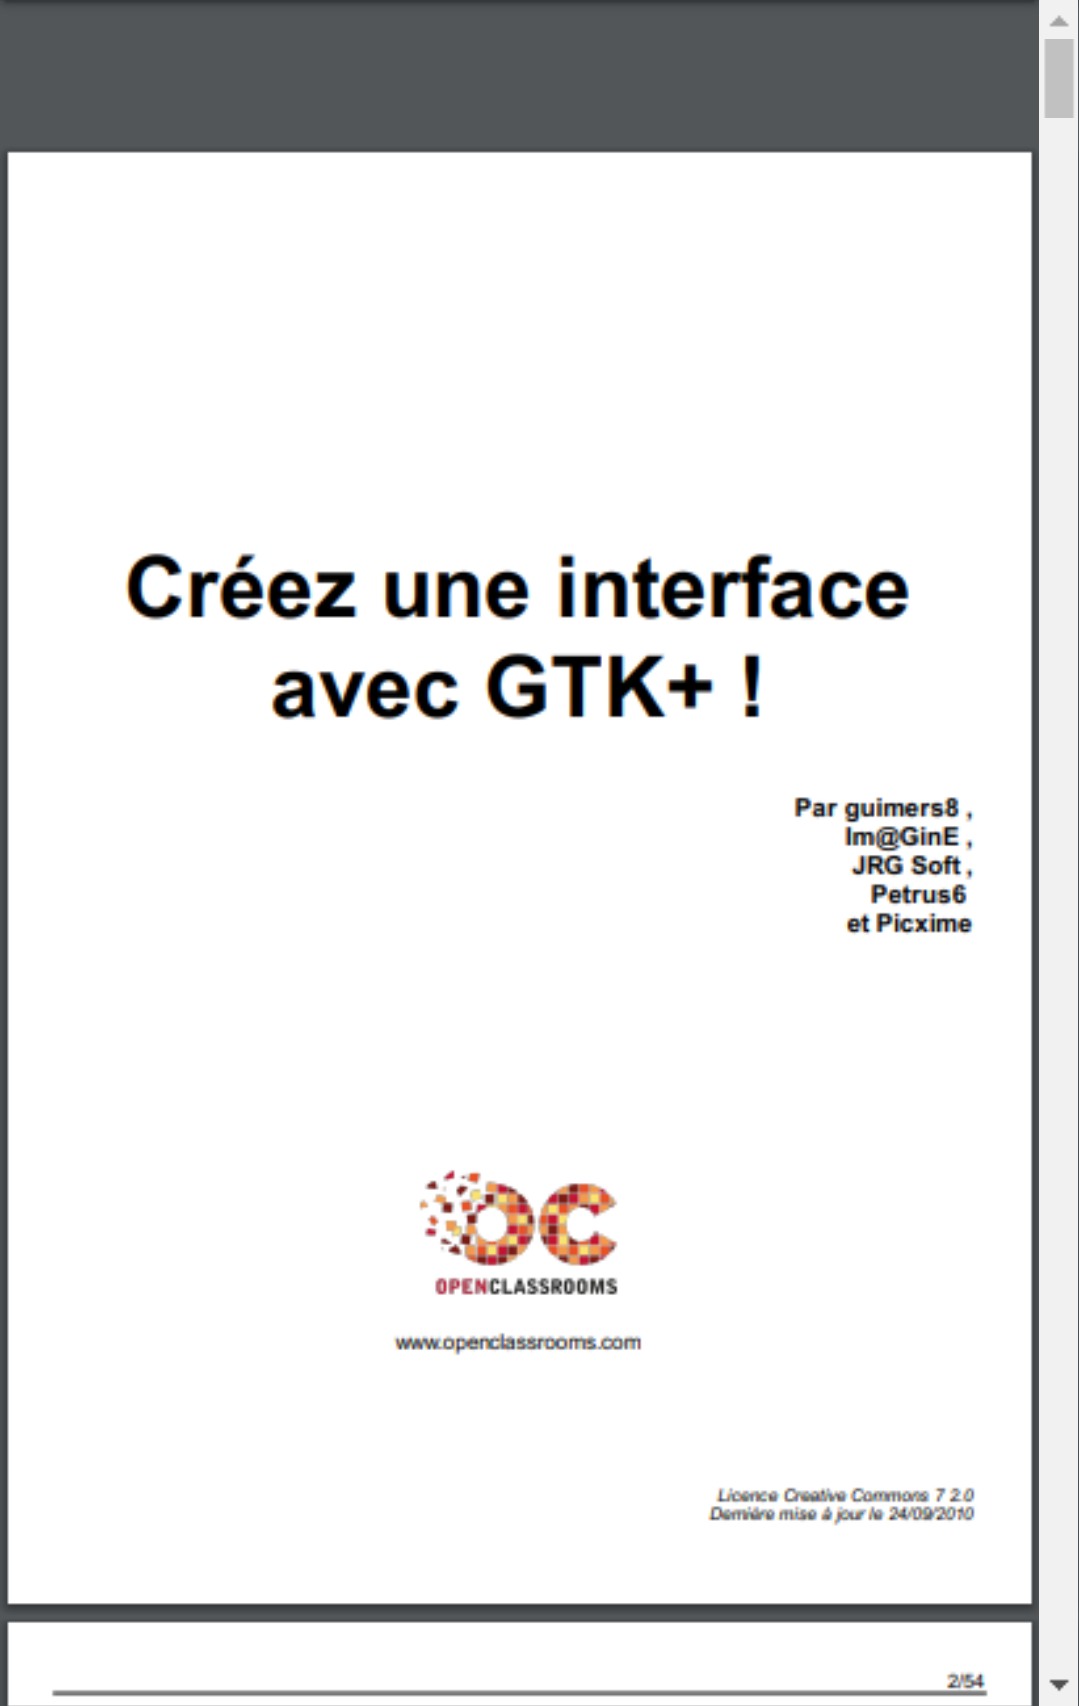 Créez une interface
avec GTK+ !
Par guimers8 ,
Im@GinE ,
JRG Soft ,
Petrus6
et Picxime
OC
OPENCLASSROOMS
www.openclassrooms.com
Licence Creative Commons 7 2.0
Dernière mise à jour le 24/09/2010
2/54